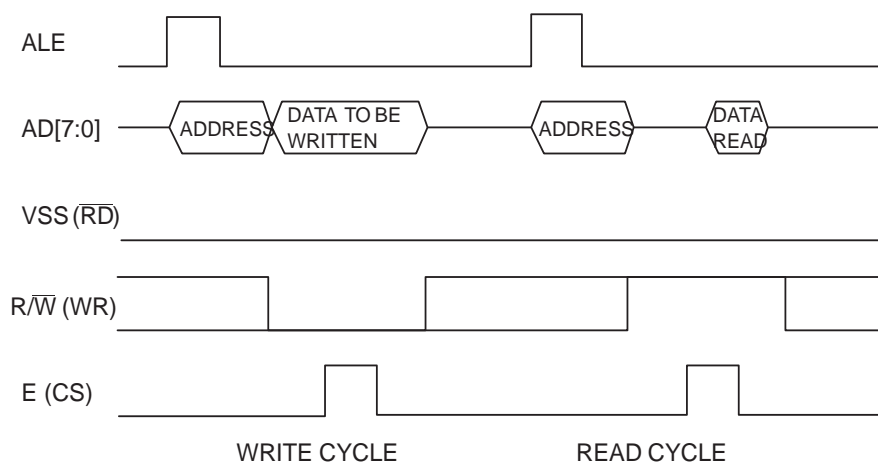 ALE
AD[7:0]
ADDRESS
DATA TO BE
WRITTEN
ADDRESS
DATA
READ
VSS (R̅D̅)
R/W̅ (WR)
E (CS)
WRITE CYCLE
READ CYCLE